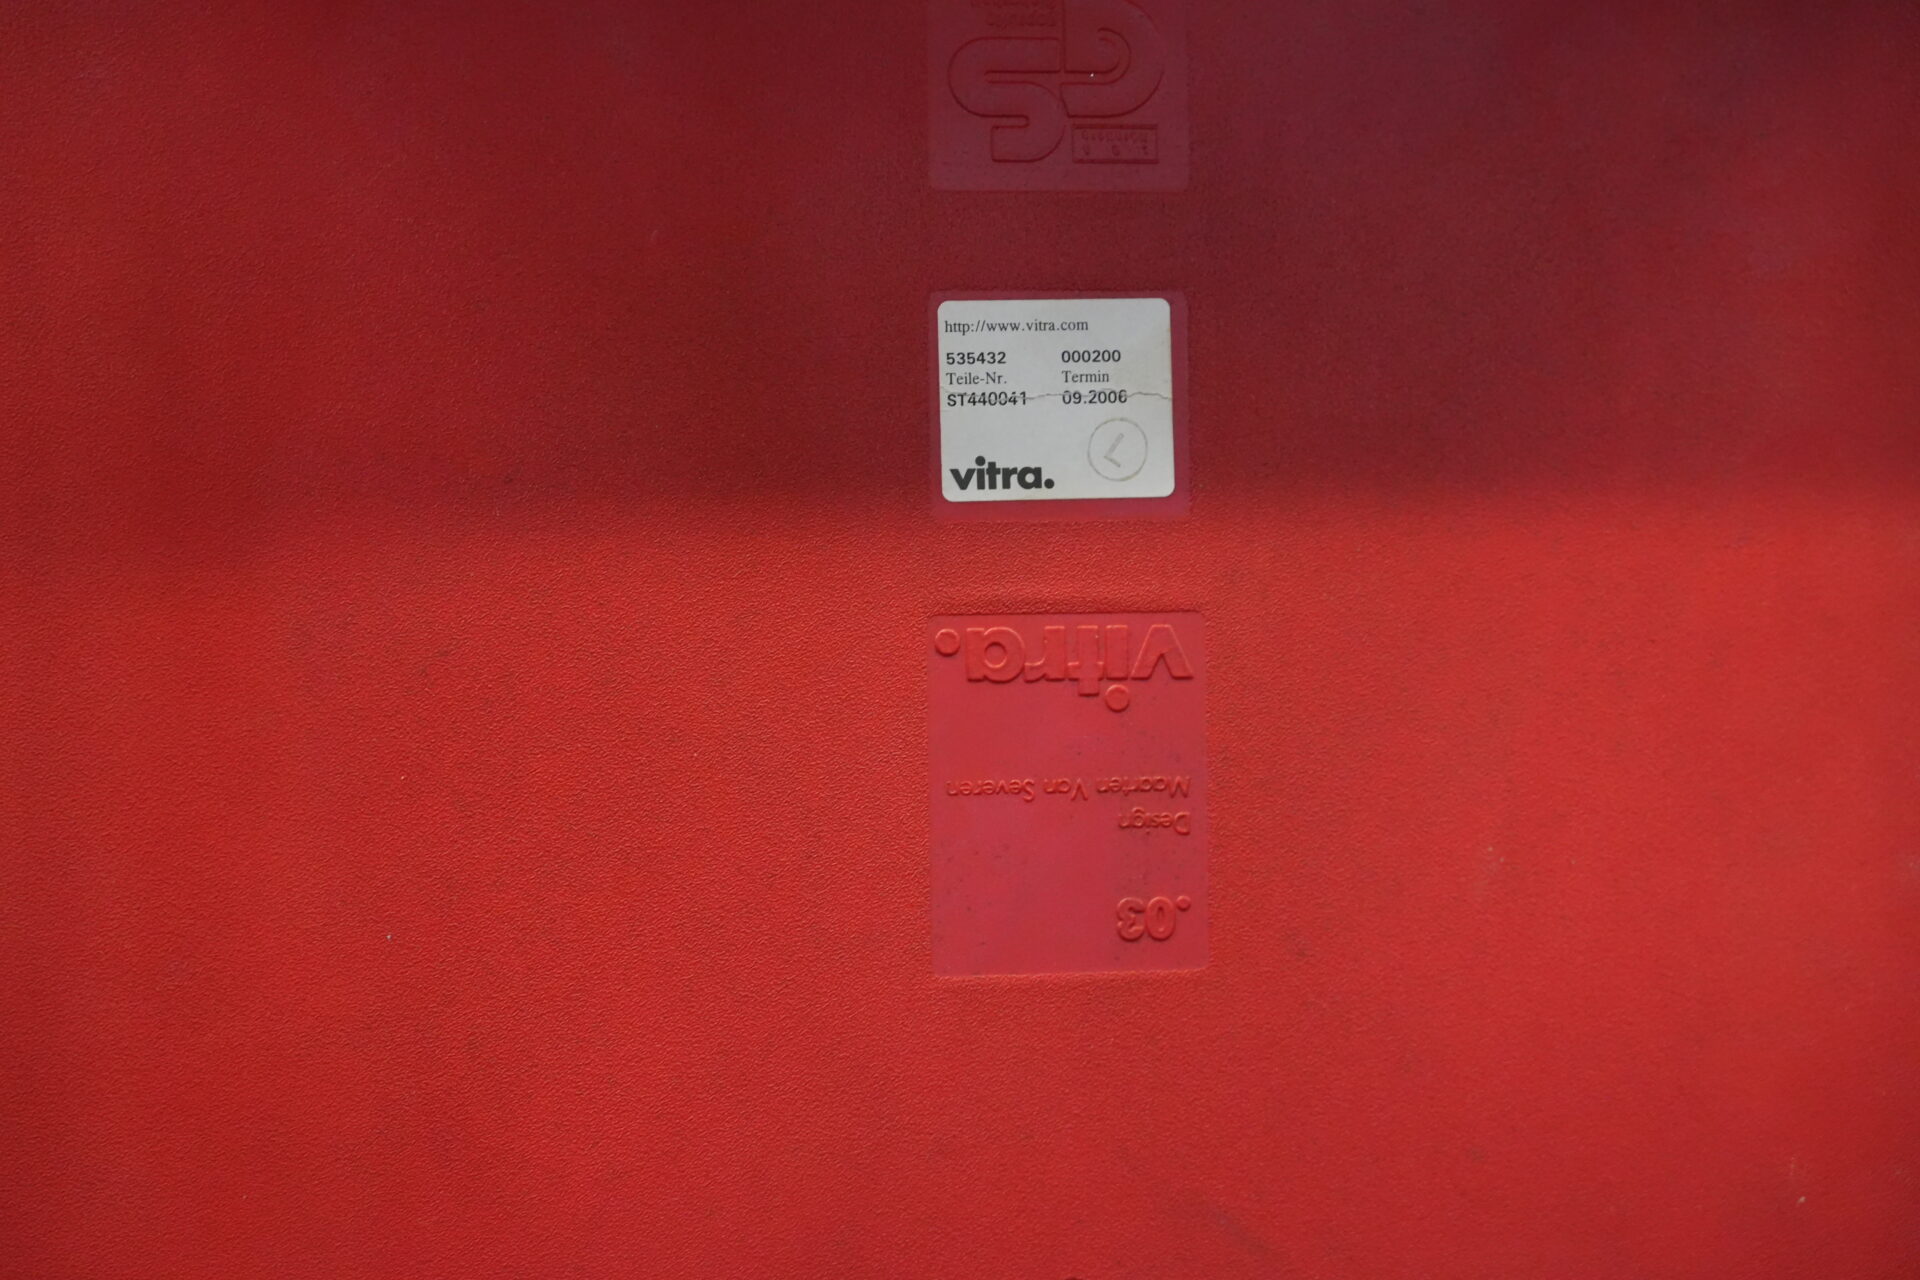 http://www.vitra.com
535432 000200
Teile-Nr. Termin
ST440041 09.2006
vitra.
.03
Design
Maarten Van Severen
vitra.